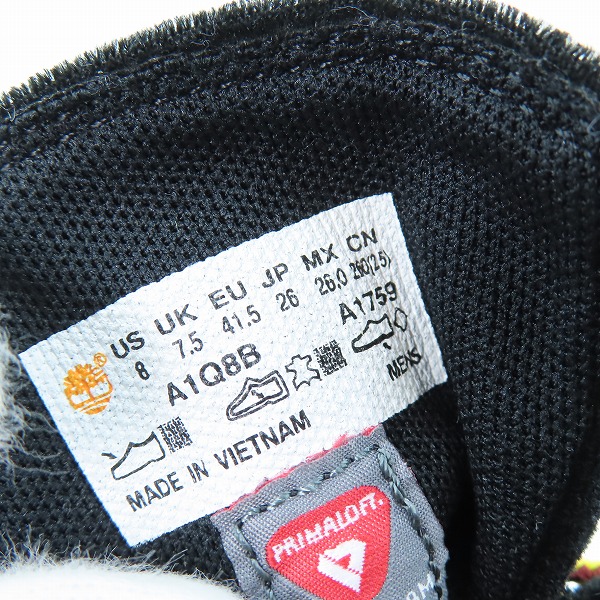 US UK EU JP MX CN
8 7.5 41.5 26 26.0 260(2.5)
A1Q8B A1759
MENS
MADE IN VIETNAM
PRIMALOFT.